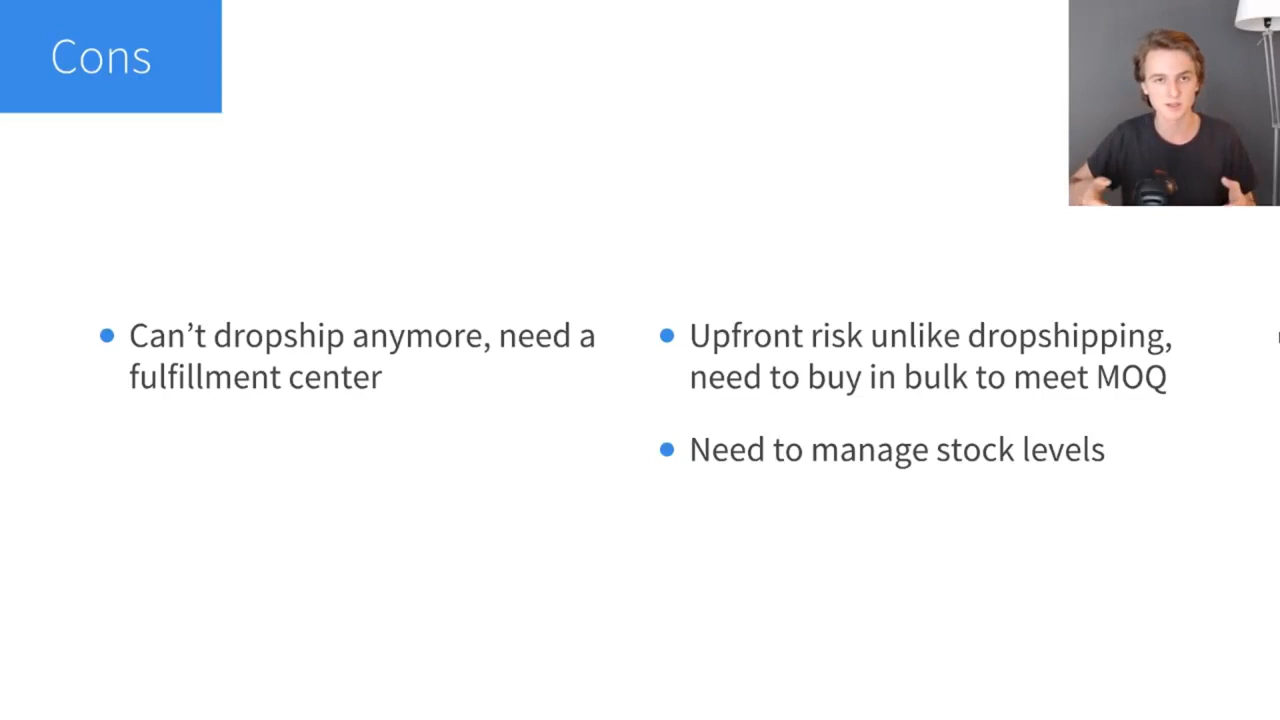 Cons
Can’t dropship anymore, need a
fulfillment center
Upfront risk unlike dropshipping,
need to buy in bulk to meet MOQ
Need to manage stock levels